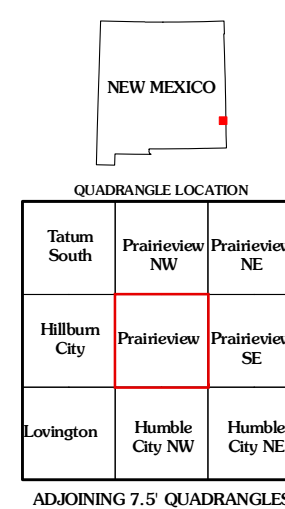 NEW MEXICO
QUADRANGLE LOCATION
Tatum
South
Prairieview
NW
Prairieview
NE
Hillburn
City
Prairieview
Prairieview
SE
Lovington
Humble
City NW
Humble
City NE
ADJOINING 7.5' QUADRANGLES